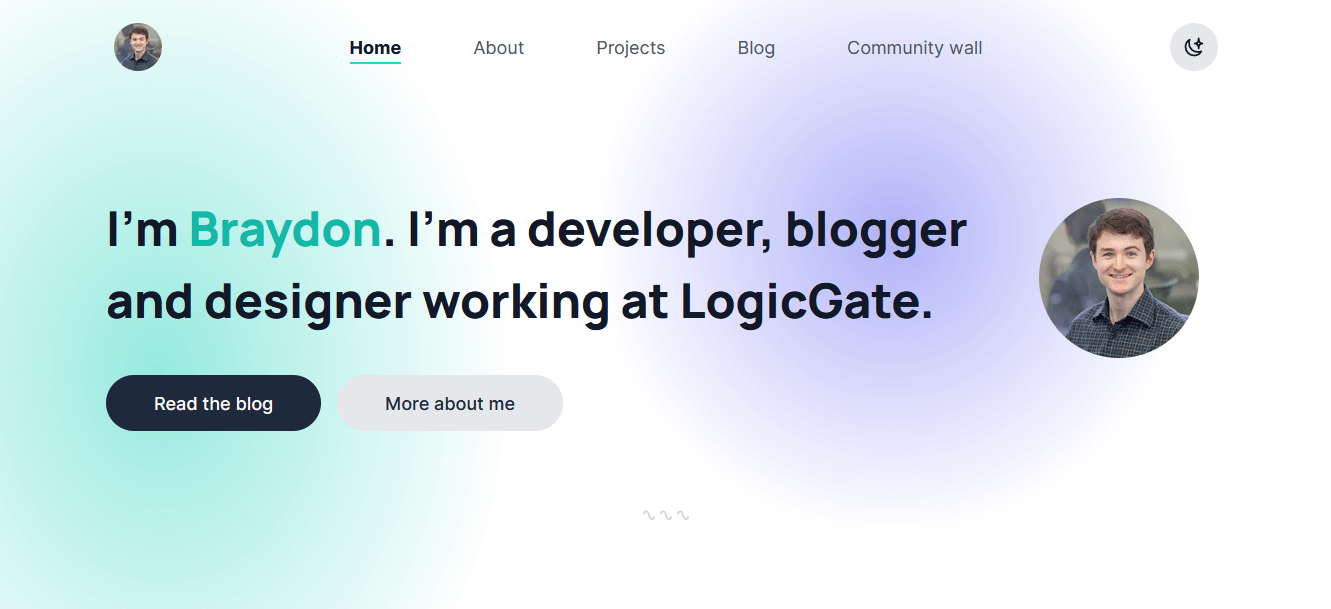 Home About Projects Blog Community wall
I’m Braydon. I’m a developer, blogger
and designer working at LogicGate.
Read the blog More about me